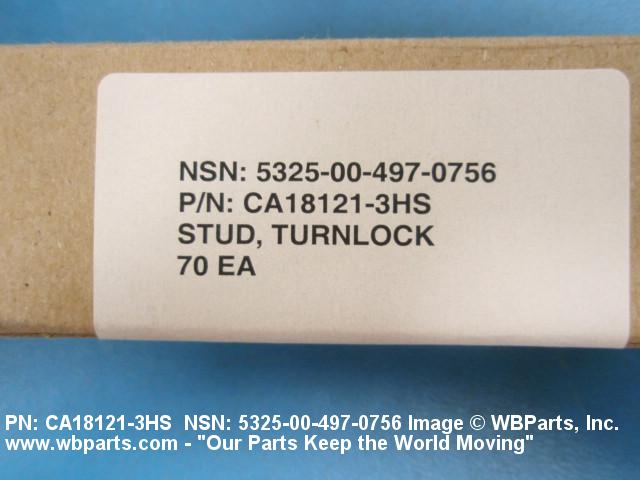 NSN: 5325-00-497-0756
P/N: CA18121-3HS
STUD, TURNLOCK
70 EA
PN: CA18121-3HS  NSN: 5325-00-497-0756 Image © WBParts, Inc.
www.wbparts.com - "Our Parts Keep the World Moving"